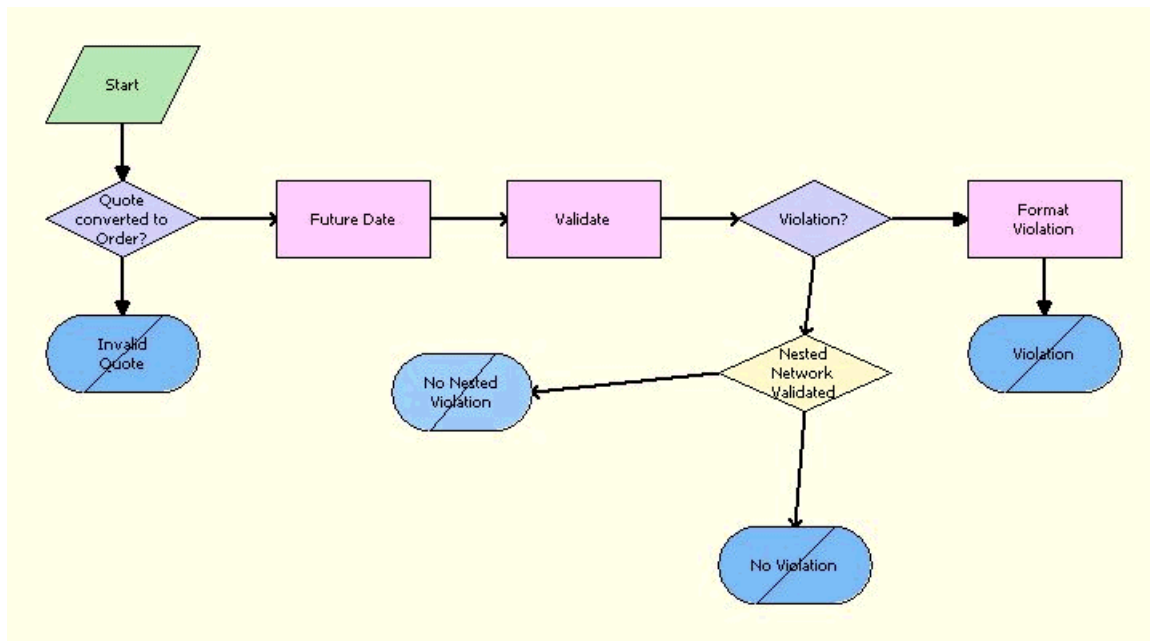 Start
Quote
converted to
Order?
Future Date
Validate
Violation?
Format
Violation
Invalid
Quote
No Nested
Violation
Nested
Network
Validated
Violation
No Violation